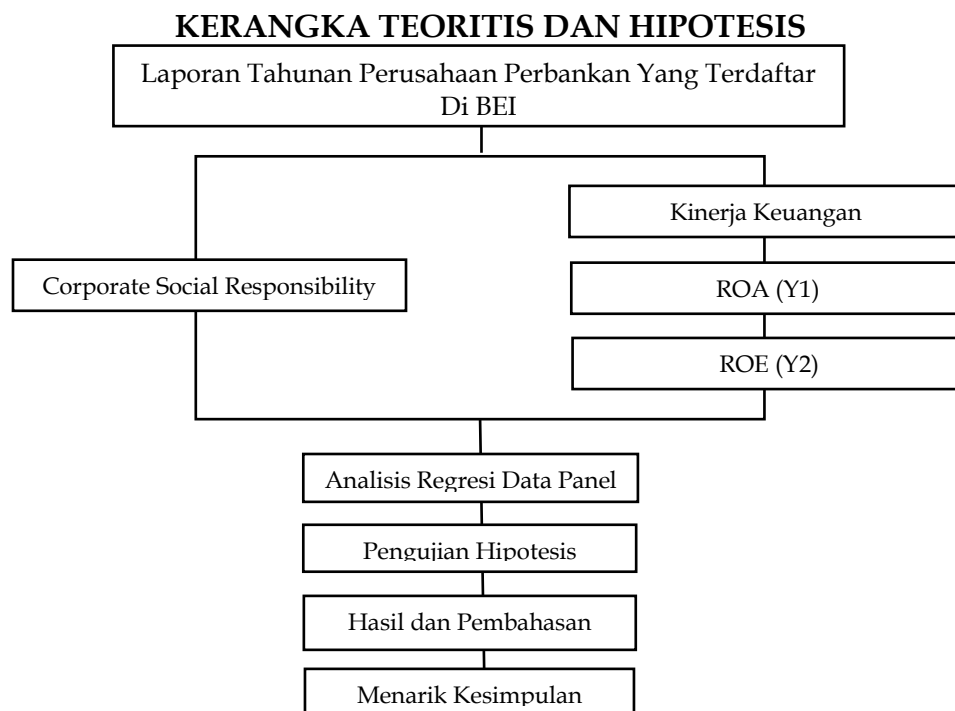 KERANGKA TEORITIS DAN HIPOTESIS
Laporan Tahunan Perusahaan Perbankan Yang Terdaftar
Di BEI
Kinerja Keuangan
Corporate Social Responsibility
ROA (Y1)
ROE (Y2)
Analisis Regresi Data Panel
Pengujian Hipotesis
Hasil dan Pembahasan
Menarik Kesimpulan